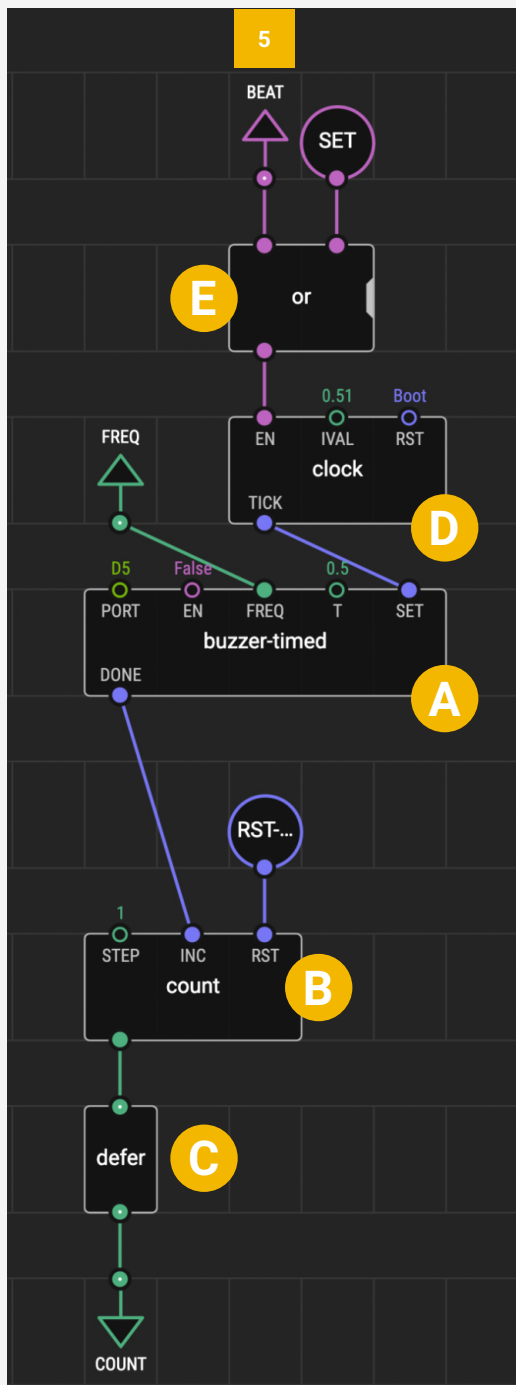 5
BEAT
SET
E
or
0.51 Boot
FREQ
EN IVAL RST
clock
TICK
D
D5 False 0.5
PORT EN FREQ T SET
buzzer-timed
DONE
A
RST-...
1
STEP INC RST
count
B
defer
C
COUNT